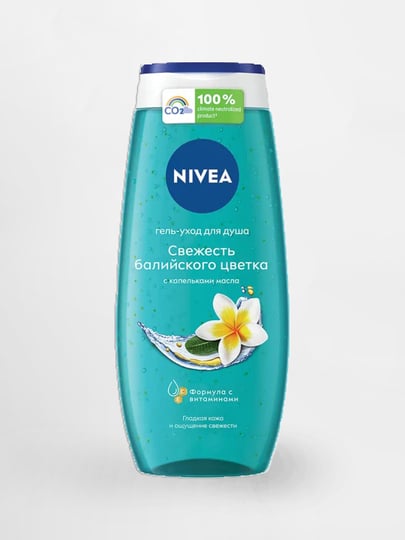 CO2
100%
climate neutralized
product*
NIVEA
гель-уход для душа
Свежесть
балийского цветка
с капельками масла
Формула с
витаминами
Гладкая кожа
и ощущение свежести